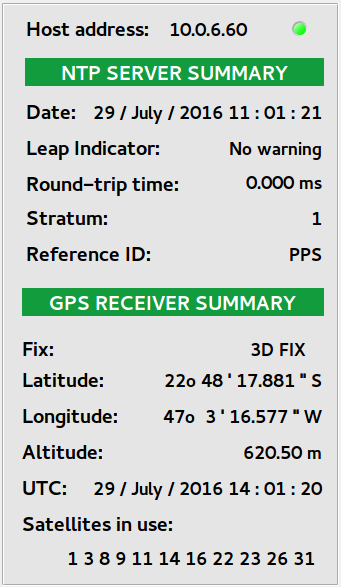 Host address: 10.0.6.60
NTP SERVER SUMMARY
Date: 29 / July / 2016 11 : 01 : 21
Leap Indicator: No warning
Round-trip time: 0.000 ms
Stratum: 1
Reference ID: PPS
GPS RECEIVER SUMMARY
Fix: 3D FIX
Latitude: 22o 48 ' 17.881 " S
Longitude: 47o 3 ' 16.577 " W
Altitude: 620.50 m
UTC: 29 / July / 2016 14 : 01 : 20
Satellites in use:
1 3 8 9 11 14 16 22 23 26 31